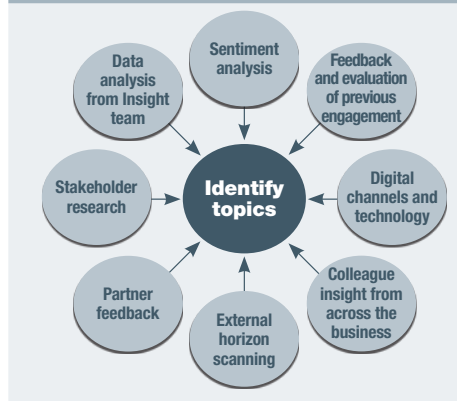 Sentiment
analysis
Feedback
and evaluation
of previous
engagement
Digital
channels and
technology
Colleague
insight from
across the
business
External
horizon
scanning
Partner
feedback
Stakeholder
research
Data
analysis
from Insight
team
Identify
topics